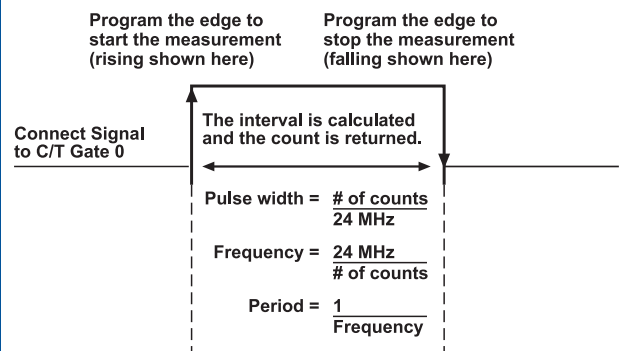 Program the edge to
start the measurement
(rising shown here)
Program the edge to
stop the measurement
(falling shown here)
Connect Signal
to C/T Gate 0
The interval is calculated
and the count is returned.
Pulse width = # of counts
24 MHz
Frequency = 24 MHz
# of counts
Period = 1
Frequency